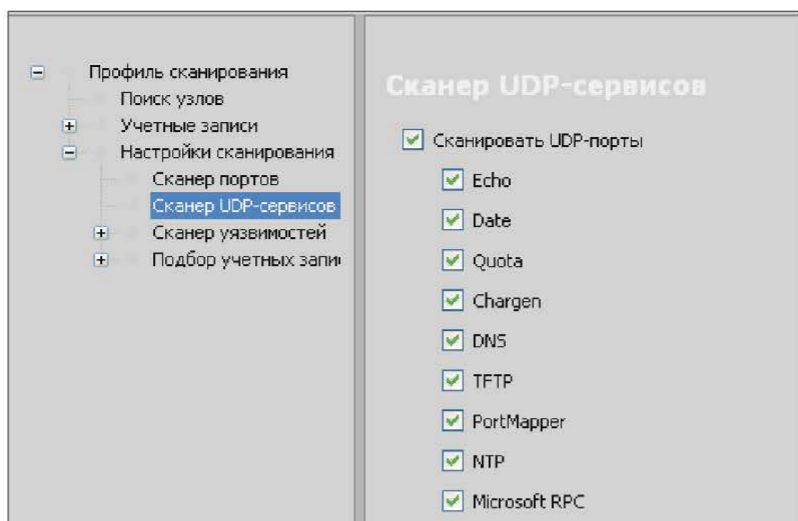 Профиль сканирования
Поиск узлов
Учетные записи
Настройки сканирования
Сканер портов
Сканер UDP-сервисов
Сканер уязвимостей
Подбор учетных запи
Сканер UDP-сервисов
Сканировать UDP-порты
Echo
Date
Quota
Chargen
DNS
TFTP
PortMapper
NTP
Microsoft RPC